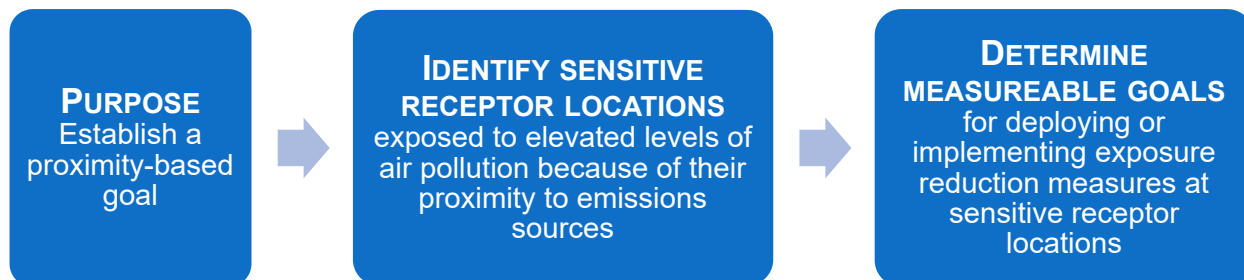 PURPOSE
Establish a
proximity-based
goal
IDENTIFY SENSITIVE
RECEPTOR LOCATIONS
exposed to elevated levels of
air pollution because of their
proximity to emissions
sources
DETERMINE
MEASUREABLE GOALS
for deploying or
implementing exposure
reduction measures at
sensitive receptor
locations